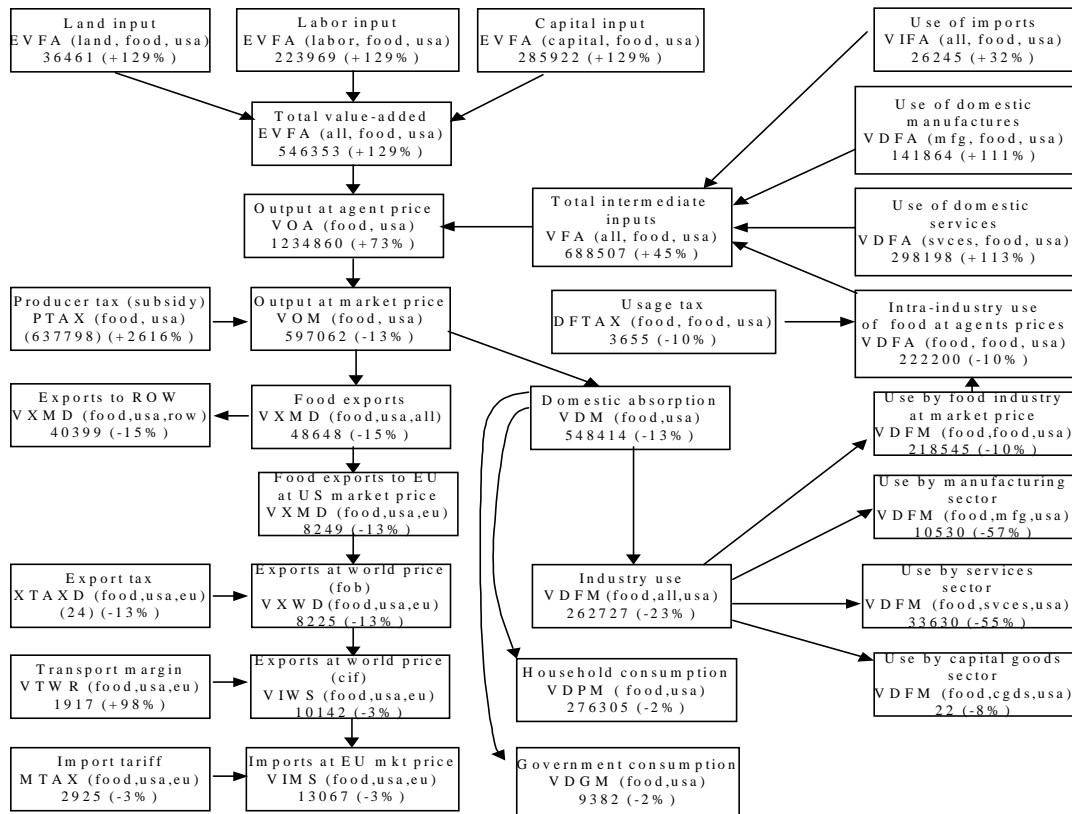 Land input
EVFA (land, food, usa)
36461 (+129%)
Labor input
EVFA (labor, food, usa)
223969 (+129%)
Capital input
EVFA (capital, food, usa)
285922 (+129%)
Use of imports
VIFA (all, food, usa)
26245 (+32%)
Total value-added
EVFA (all, food, usa)
546353 (+129%)
Use of domestic
manufactures
VDFA (mfg, food, usa)
141864 (+111%)
Output at agent price
VOA (food, usa)
1234860 (+73%)
Total intermediate
inputs
VFA (all, food, usa)
688507 (+45%)
Use of domestic
services
VDFA (svces, food, usa)
298198 (+113%)
Producer tax (subsidy)
PTAX (food, usa)
(637798) (+2616%)
Output at market price
VOM (food, usa)
597062 (-13%)
Usage tax
DFTAX (food, food, usa)
3655 (-10%)
Intra-industry use
of food at agents prices
VDFA (food, food, usa)
222200 (-10%)
Exports to ROW
VXMD (food,usa,row)
40399 (-15%)
Food exports
VXMD (food,usa,all)
48648 (-15%)
Domestic absorption
VDM (food,usa)
548414 (-13%)
Use by food industry
at market price
VDFM (food,food,usa)
218545 (-10%)
Food exports to EU
at US market price
VXMD (food,usa,eu)
8249 (-13%)
Use by manufacturing
sector
VDFM (food,mfg,usa)
10530 (-57%)
Export tax
XTAXD (food,usa,eu)
(24) (-13%)
Exports at world price
(fob)
VXWD(food,usa,eu)
8225 (-13%)
Industry use
VDFM(food,all,usa)
262727 (-23%)
Use by services
sector
VDFM (food,svces,usa)
33630 (-55%)
Transport margin
VTWR (food,usa,eu)
1917 (+98%)
Exports at world price
(cif)
VIWS (food,usa,eu)
10142 (-3%)
Household consumption
VDPM (food,usa)
276305 (-2%)
Use by capital goods
sector
VDFM (food,cgds,usa)
22 (-8%)
Import tariff
MTAX (food,usa,eu)
2925 (-3%)
Imports at EU mkt price
VIMS (food,usa,eu)
13067 (-3%)
Government consumption
VDGM (food,usa)
9382 (-2%)